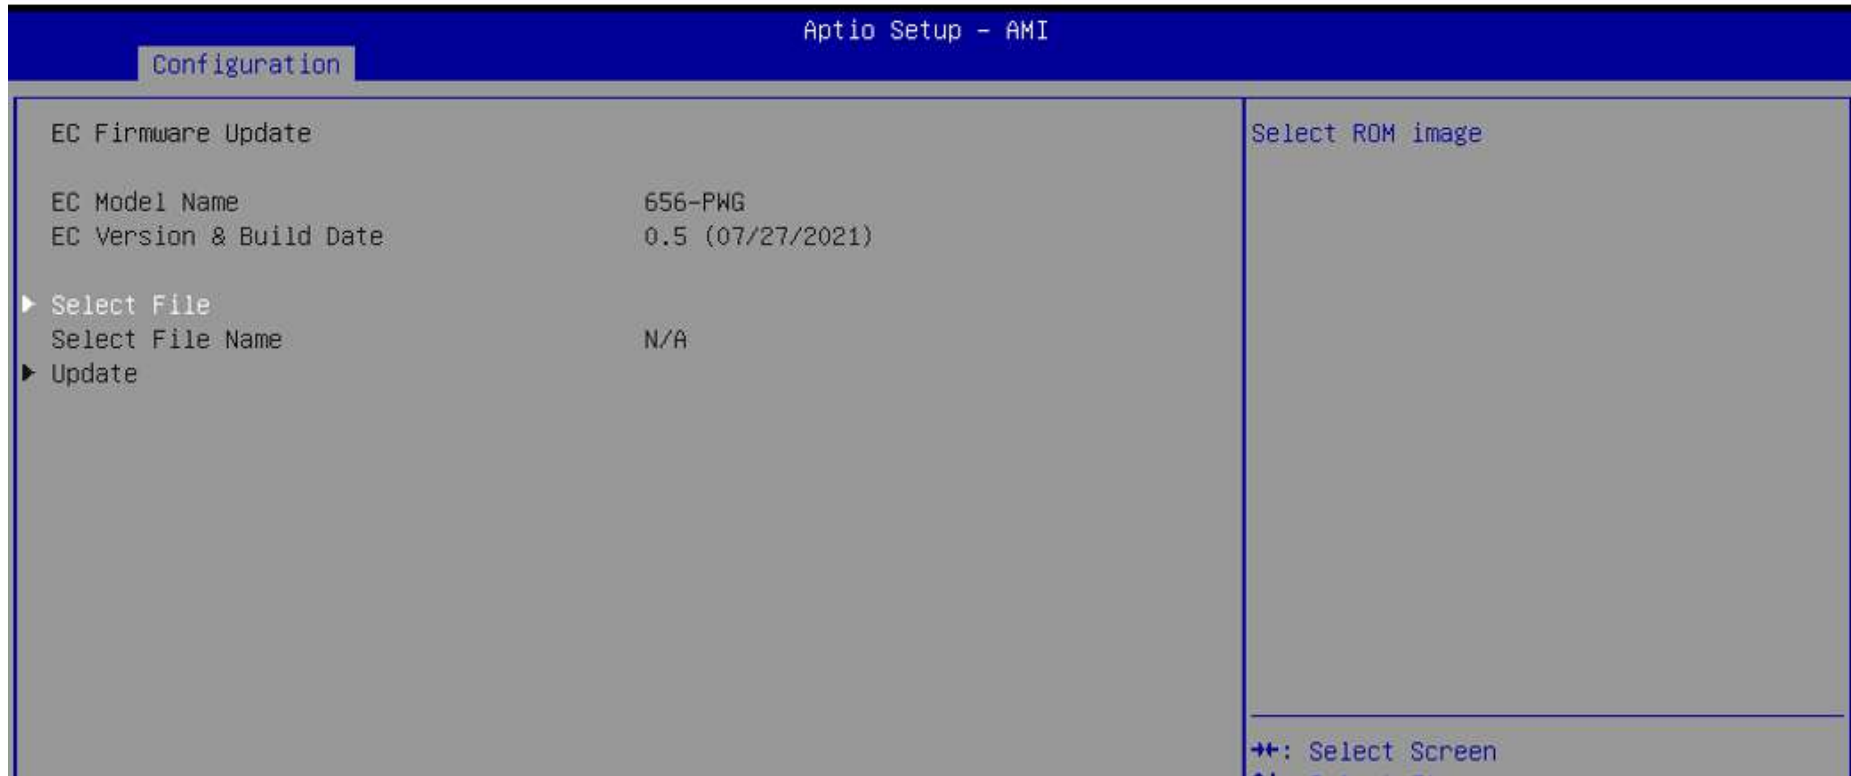 Aptio Setup – AMI
Configuration
EC Firmware Update
Select ROM image
EC Model Name 656-PWG
EC Version & Build Date 0.5 (07/27/2021)
Select File
Select File Name N/A
Update
: Select Screen